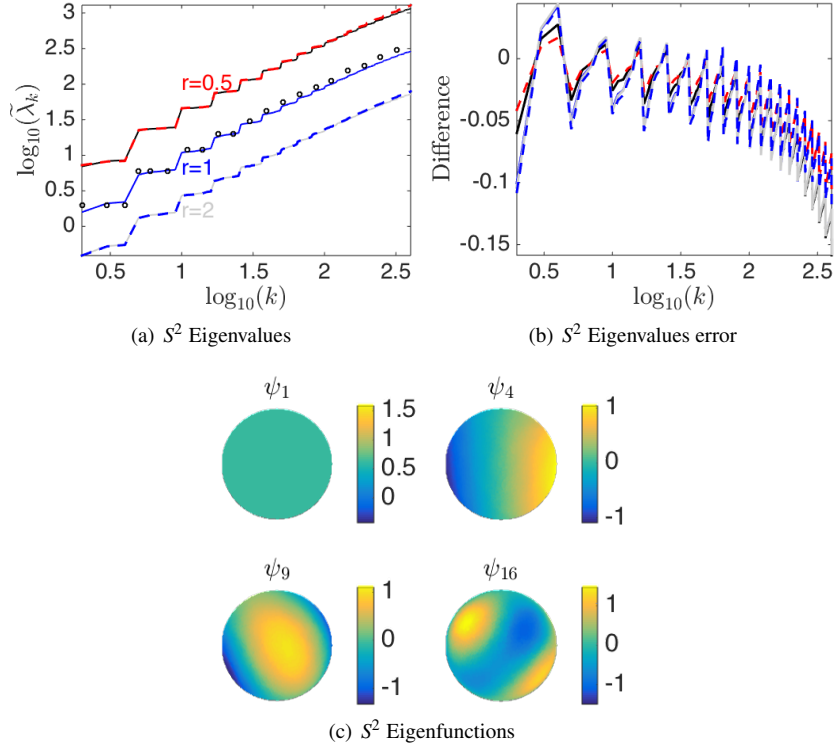 3
2.5
2
1.5
1
0.5
0
log₁₀(λ̃ₖ)
r=0.5
r=1
r=2
0.5 1 1.5 2 2.5
log₁₀(k)
(a) S² Eigenvalues
0
-0.05
-0.1
-0.15
Difference
0.5 1 1.5 2 2.5
log₁₀(k)
(b) S² Eigenvalues error
ψ₁
1.5
1
0.5
0
ψ₄
1
0
-1
ψ₉
1
0
-1
ψ₁₆
1
0
-1
(c) S² Eigenfunctions